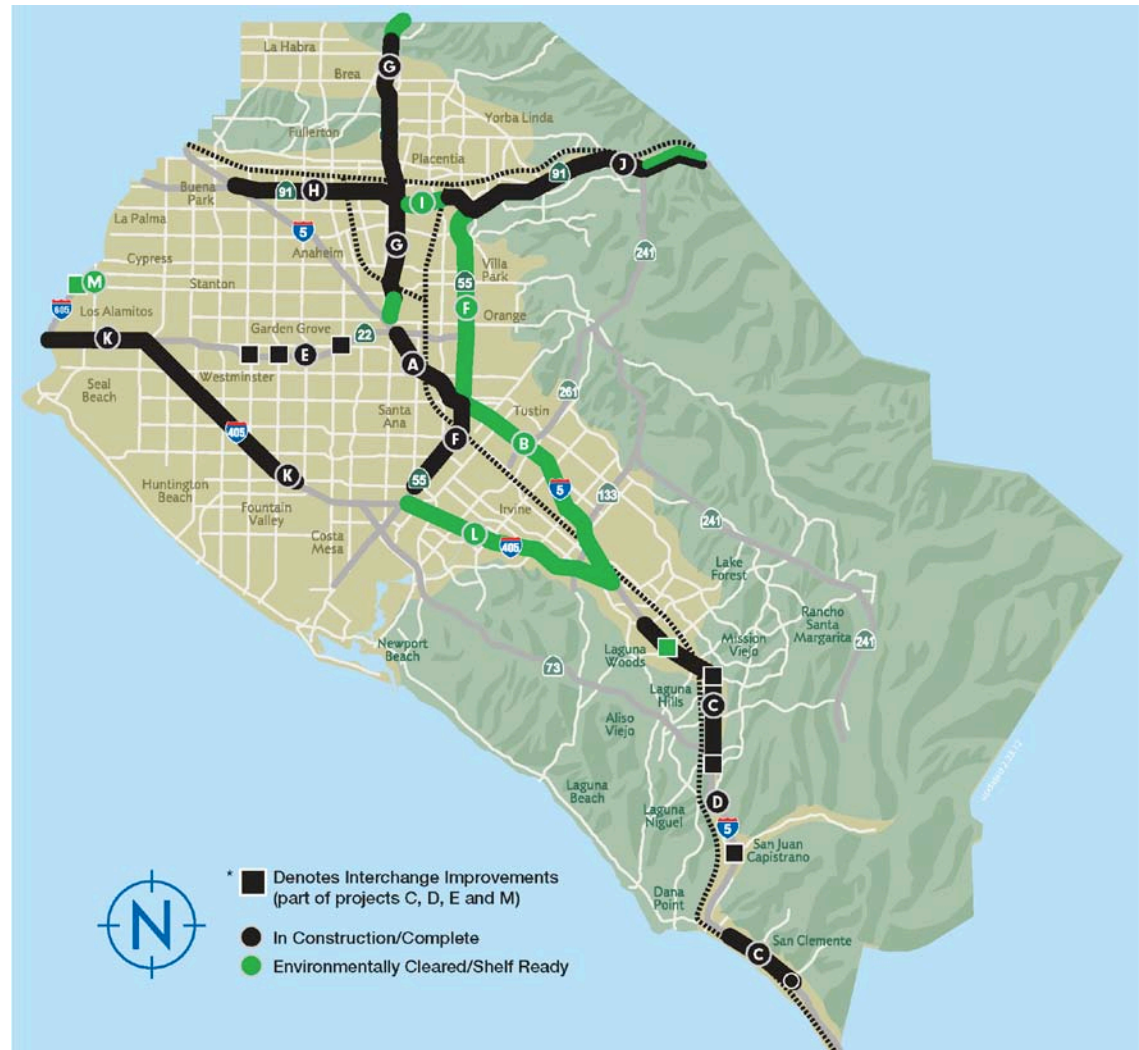 La Habra
Brea
G
Yorba Linda
Fullerton
Placentia
J
91
Buena
Park
91
H
I
La Palma
5
G
241
Anaheim
Cypress
Villa
Park
55
M
Stanton
F
Orange
605
Los Alamitos
Garden Grove
22
K
E
A
Westminster
261
Seal
Beach
Santa
Ana
Tustin
405
F
B
K
55
5
133
Huntington
Beach
Fountain
Valley
Irvine
241
Costa
Mesa
L
405
Lake
Forest
Rancho
Santa
Margarita
241
Newport
Beach
Laguna
Woods
Mission
Viejo
73
Laguna
Hills
C
Aliso
Viejo
Laguna
Beach
D
Laguna
Niguel
5
San Juan
Capistrano
Dana
Point
San Clemente
C
N
* Denotes Interchange Improvements
(part of projects C, D, E and M)
In Construction/Complete
Environmentally Cleared/Shelf Ready